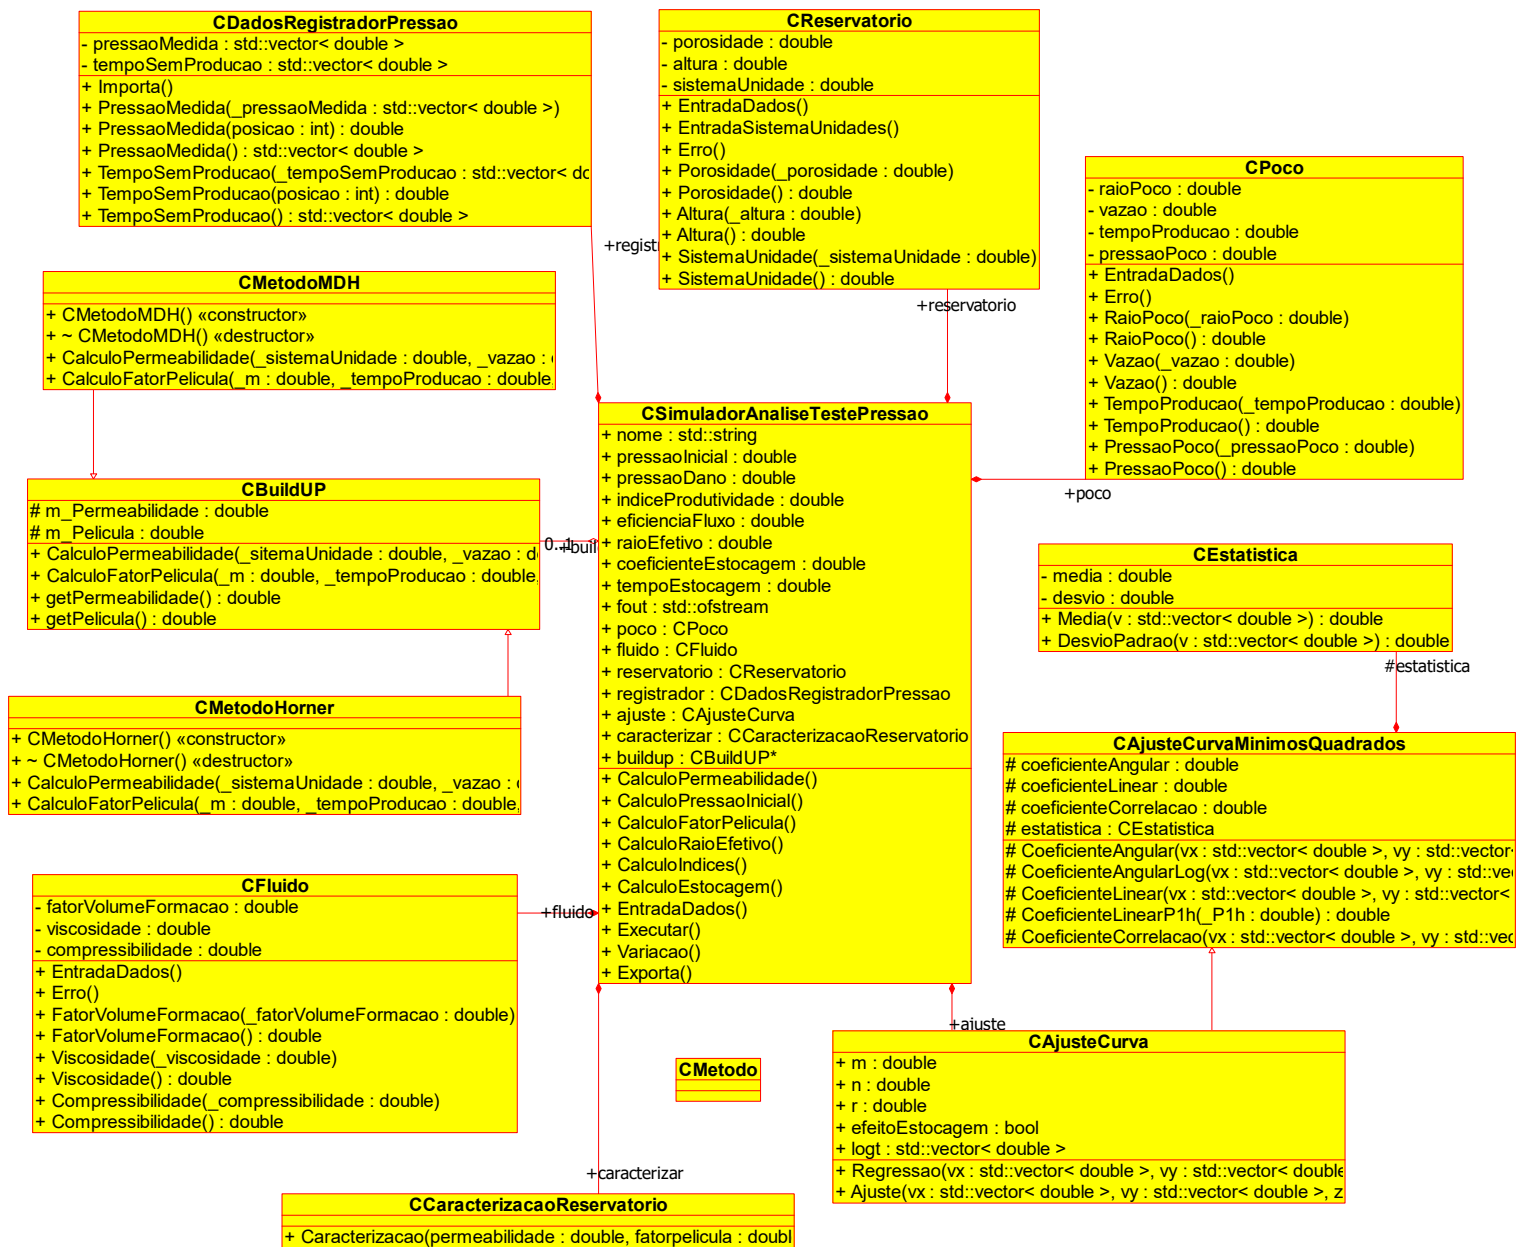 CDadosRegistradorPressao
- pressaoMedida : std::vector< double >
- tempoSemProducao : std::vector< double >
+ Importa()
+ PressaoMedida(_pressaoMedida : std::vector< double >)
+ PressaoMedida(posicao : int) : double
+ PressaoMedida() : std::vector< double >
+ TempoSemProducao(_tempoSemProducao : std::vector< do
+ TempoSemProducao(posicao : int) : double
+ TempoSemProducao() : std::vector< double >
+registr
CReservatorio
- porosidade : double
- altura : double
- sistemaUnidade : double
+ EntradaDados()
+ EntradaSistemaUnidades()
+ Erro()
+ Porosidade(_porosidade : double)
+ Porosidade() : double
+ Altura(_altura : double)
+ Altura() : double
+ SistemaUnidade(_sistemaUnidade : double)
+ SistemaUnidade() : double
+reservatorio
CPoco
- raioPoco : double
- vazao : double
- tempoProducao : double
- pressaoPoco : double
+ EntradaDados()
+ Erro()
+ RaioPoco(_raioPoco : double)
+ RaioPoco() : double
+ Vazao(_vazao : double)
+ Vazao() : double
+ TempoProducao(_tempoProducao : double)
+ TempoProducao() : double
+ PressaoPoco(_pressaoPoco : double)
+ PressaoPoco() : double
+poco
CMetodoMDH
+ CMetodoMDH() «constructor»
+ ~ CMetodoMDH() «destructor»
+ CalculoPermeabilidade(_sistemaUnidade : double, _vazao :
+ CalculoFatorPelicula(_m : double, _tempoProducao : double,
CBuildUP
# m_Permeabilidade : double
# m_Pelicula : double
+ CalculoPermeabilidade(_sitemaUnidade : double, _vazao : d
+ CalculoFatorPelicula(_m : double, _tempoProducao : double,
+ getPermeabilidade() : double
+ getPelicula() : double
0..1
+buil
CSimuladorAnaliseTestePressao
+ nome : std::string
+ pressaoInicial : double
+ pressaoDano : double
+ indiceProdutividade : double
+ eficienciaFluxo : double
+ raioEfetivo : double
+ coeficienteEstocagem : double
+ tempoEstocagem : double
+ fout : std::ofstream
+ poco : CPoco
+ fluido : CFluido
+ reservatorio : CReservatorio
+ registrador : CDadosRegistradorPressao
+ ajuste : CAjusteCurva
+ caracterizar : CCaracterizacaoReservatorio
+ buildup : CBuildUP*
+ CalculoPermeabilidade()
+ CalculoPressaoInicial()
+ CalculoFatorPelicula()
+ CalculoRaioEfetivo()
+ CalculoIndices()
+ CalculoEstocagem()
+ EntradaDados()
+ Executar()
+ Variacao()
+ Exporta()
CEstatistica
- media : double
- desvio : double
+ Media(v : std::vector< double >) : double
+ DesvioPadrao(v : std::vector< double >) : double
#estatistica
CMetodoHorner
+ CMetodoHorner() «constructor»
+ ~ CMetodoHorner() «destructor»
+ CalculoPermeabilidade(_sistemaUnidade : double, _vazao :
+ CalculoFatorPelicula(_m : double, _tempoProducao : double,
CAjusteCurvaMinimosQuadrados
# coeficienteAngular : double
# coeficienteLinear : double
# coeficienteCorrelacao : double
# estatistica : CEstatistica
# CoeficienteAngular(vx : std::vector< double >, vy : std::vector
# CoeficienteAngularLog(vx : std::vector< double >, vy : std::ve
# CoeficienteLinear(vx : std::vector< double >, vy : std::vector<
# CoeficienteLinearP1h(_P1h : double) : double
# CoeficienteCorrelacao(vx : std::vector< double >, vy : std::vec
CFluido
- fatorVolumeFormacao : double
- viscosidade : double
- compressibilidade : double
+ EntradaDados()
+ Erro()
+ FatorVolumeFormacao(_fatorVolumeFormacao : double)
+ FatorVolumeFormacao() : double
+ Viscosidade(_viscosidade : double)
+ Viscosidade() : double
+ Compressibilidade(_compressibilidade : double)
+ Compressibilidade() : double
+fluido
CMetodo
+ajuste
CAjusteCurva
+ m : double
+ n : double
+ r : double
+ efeitoEstocagem : bool
+ logt : std::vector< double >
+ Regressao(vx : std::vector< double >, vy : std::vector< double
+ Ajuste(vx : std::vector< double >, vy : std::vector< double >, z
+caracterizar
CCaracterizacaoReservatorio
+ Caracterizacao(permeabilidade : double, fatorpelicula : doubl